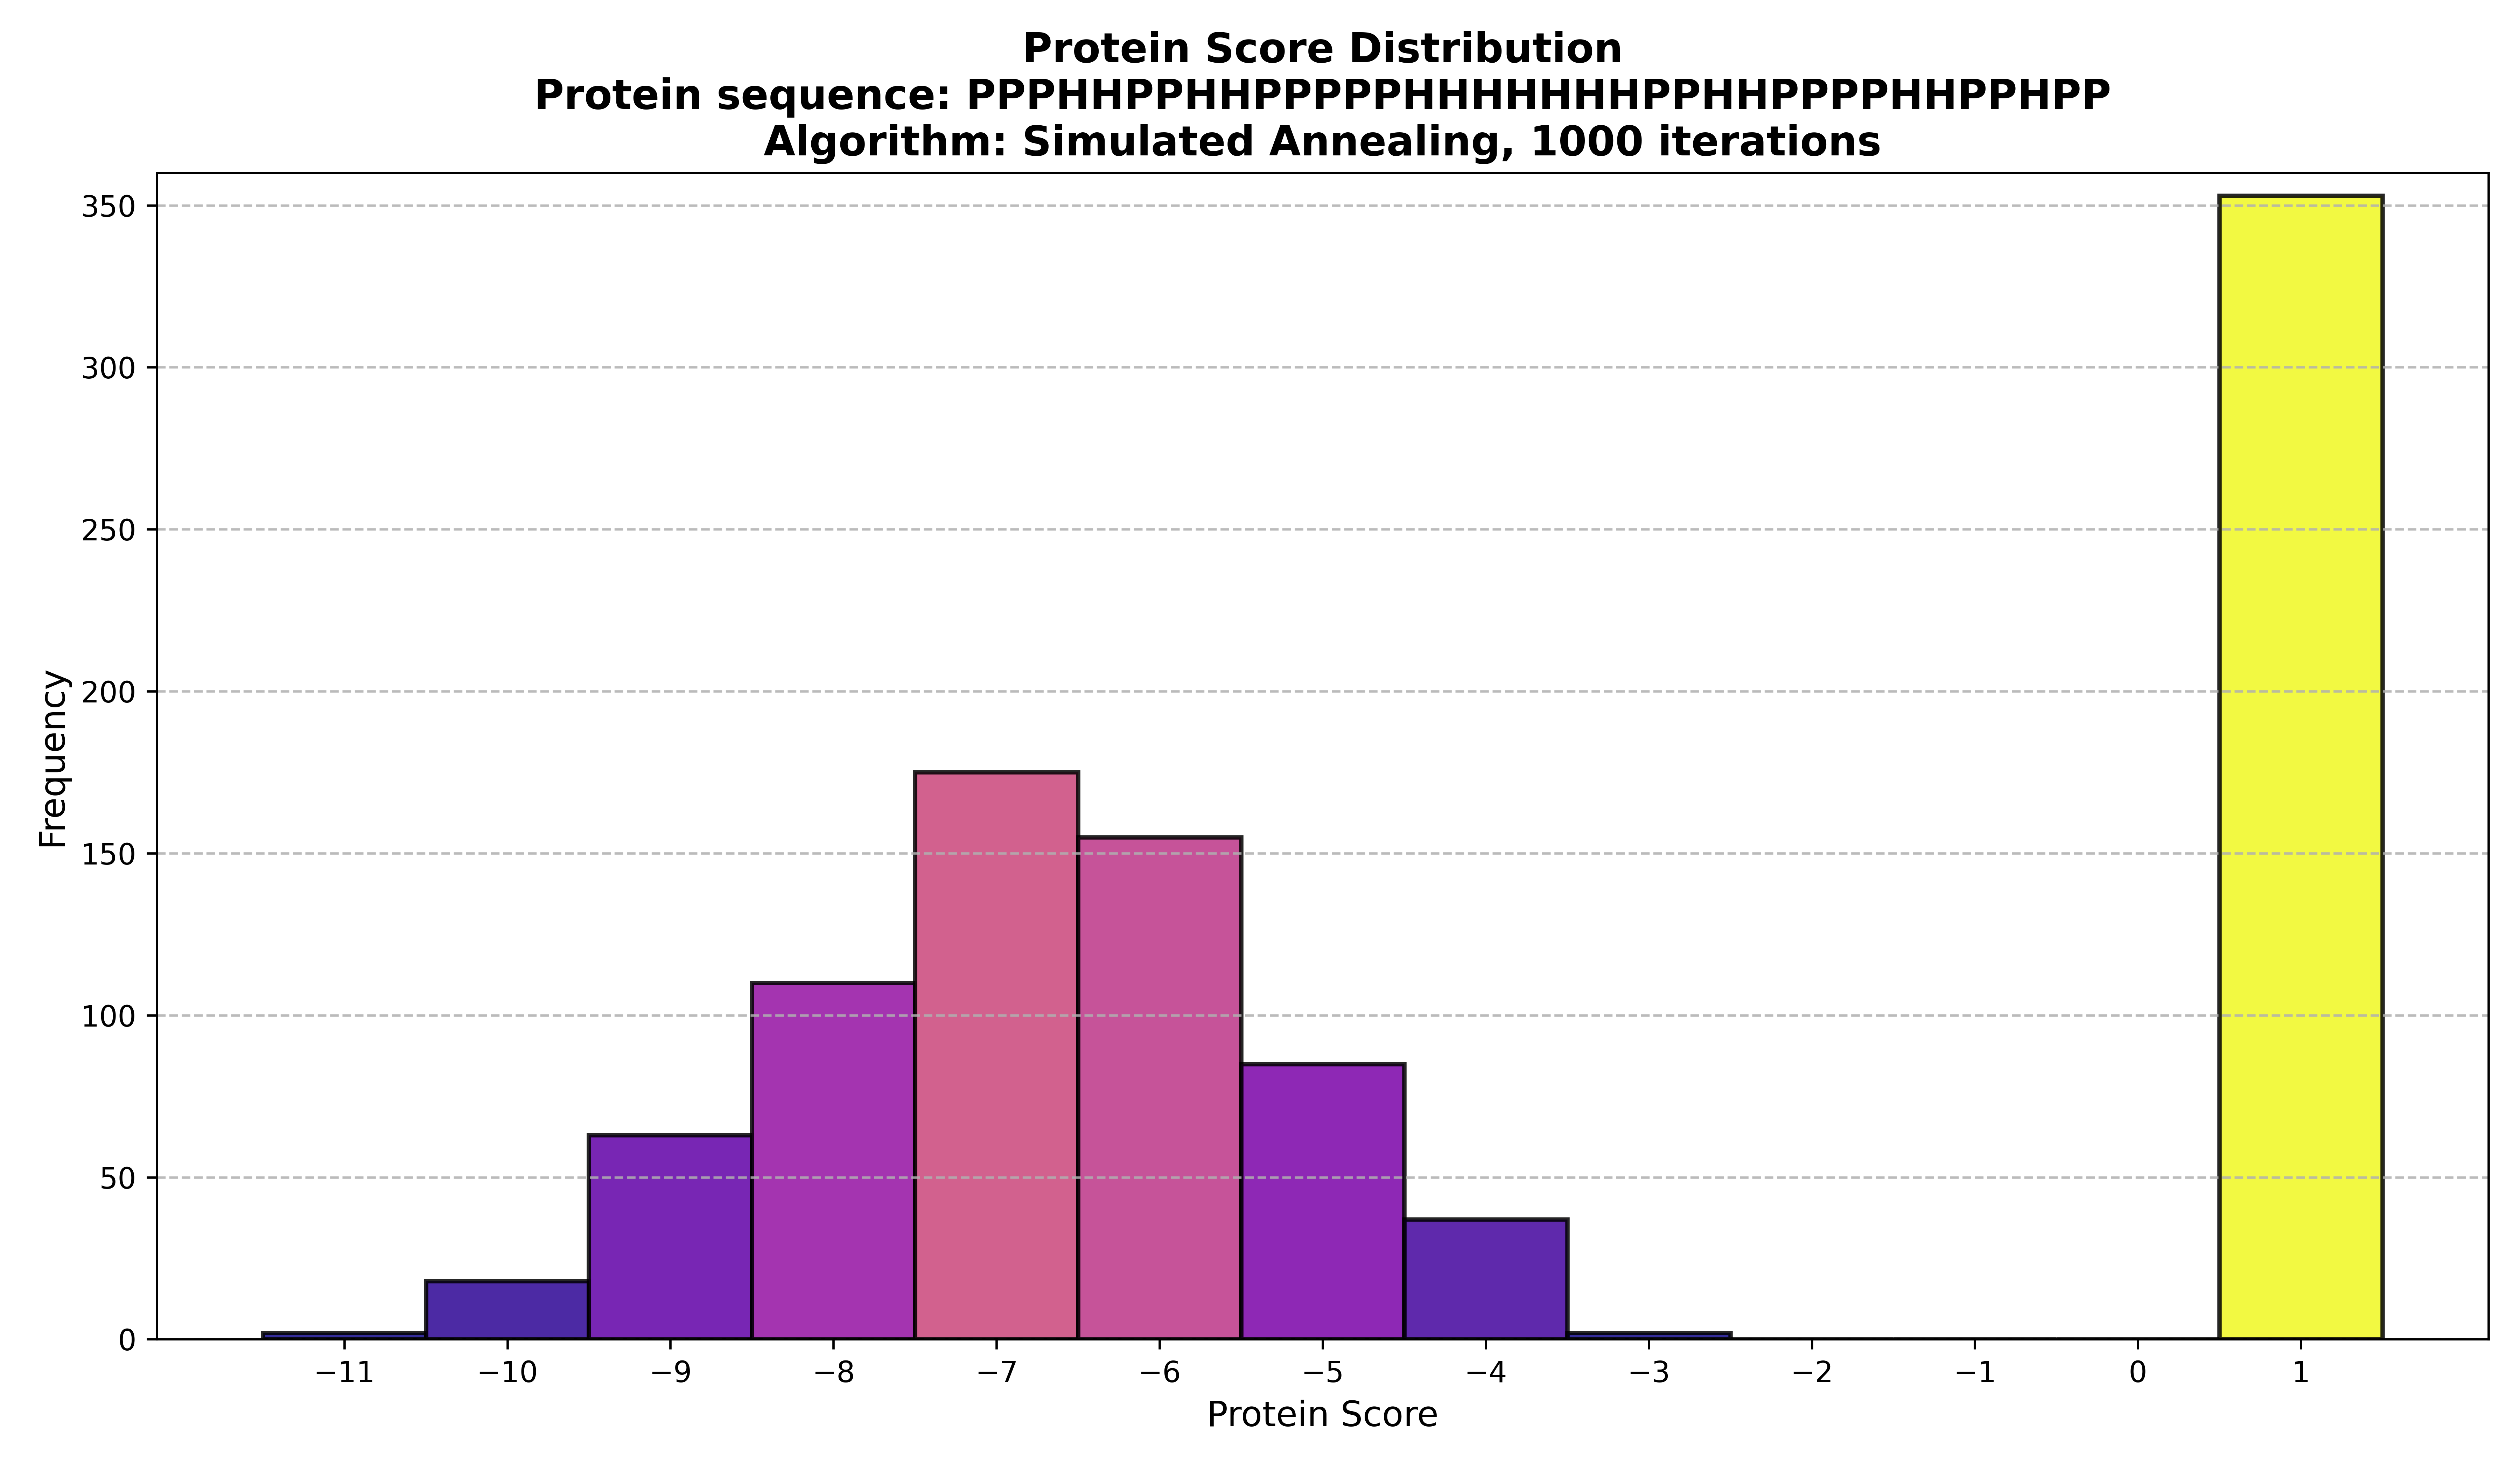 Protein Score Distribution
Protein sequence: PPPHHPPHHPPPPPHHHHHHHPPHHPPPPHHPPHPP
Algorithm: Simulated Annealing, 1000 iterations
350
300
250
200
150
100
50
0
Frequency
−11 −10 −9 −8 −7 −6 −5 −4 −3 −2 −1 0 1
Protein Score